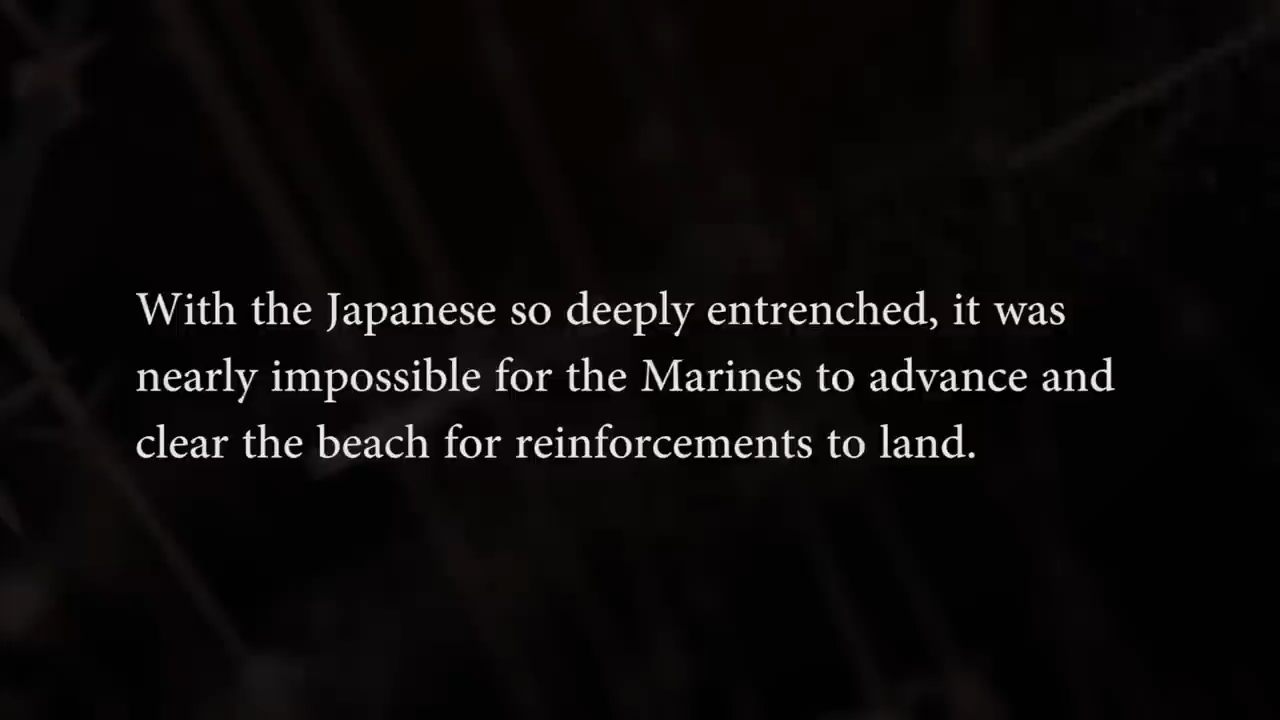 With the Japanese so deeply entrenched, it was
nearly impossible for the Marines to advance and
clear the beach for reinforcements to land.